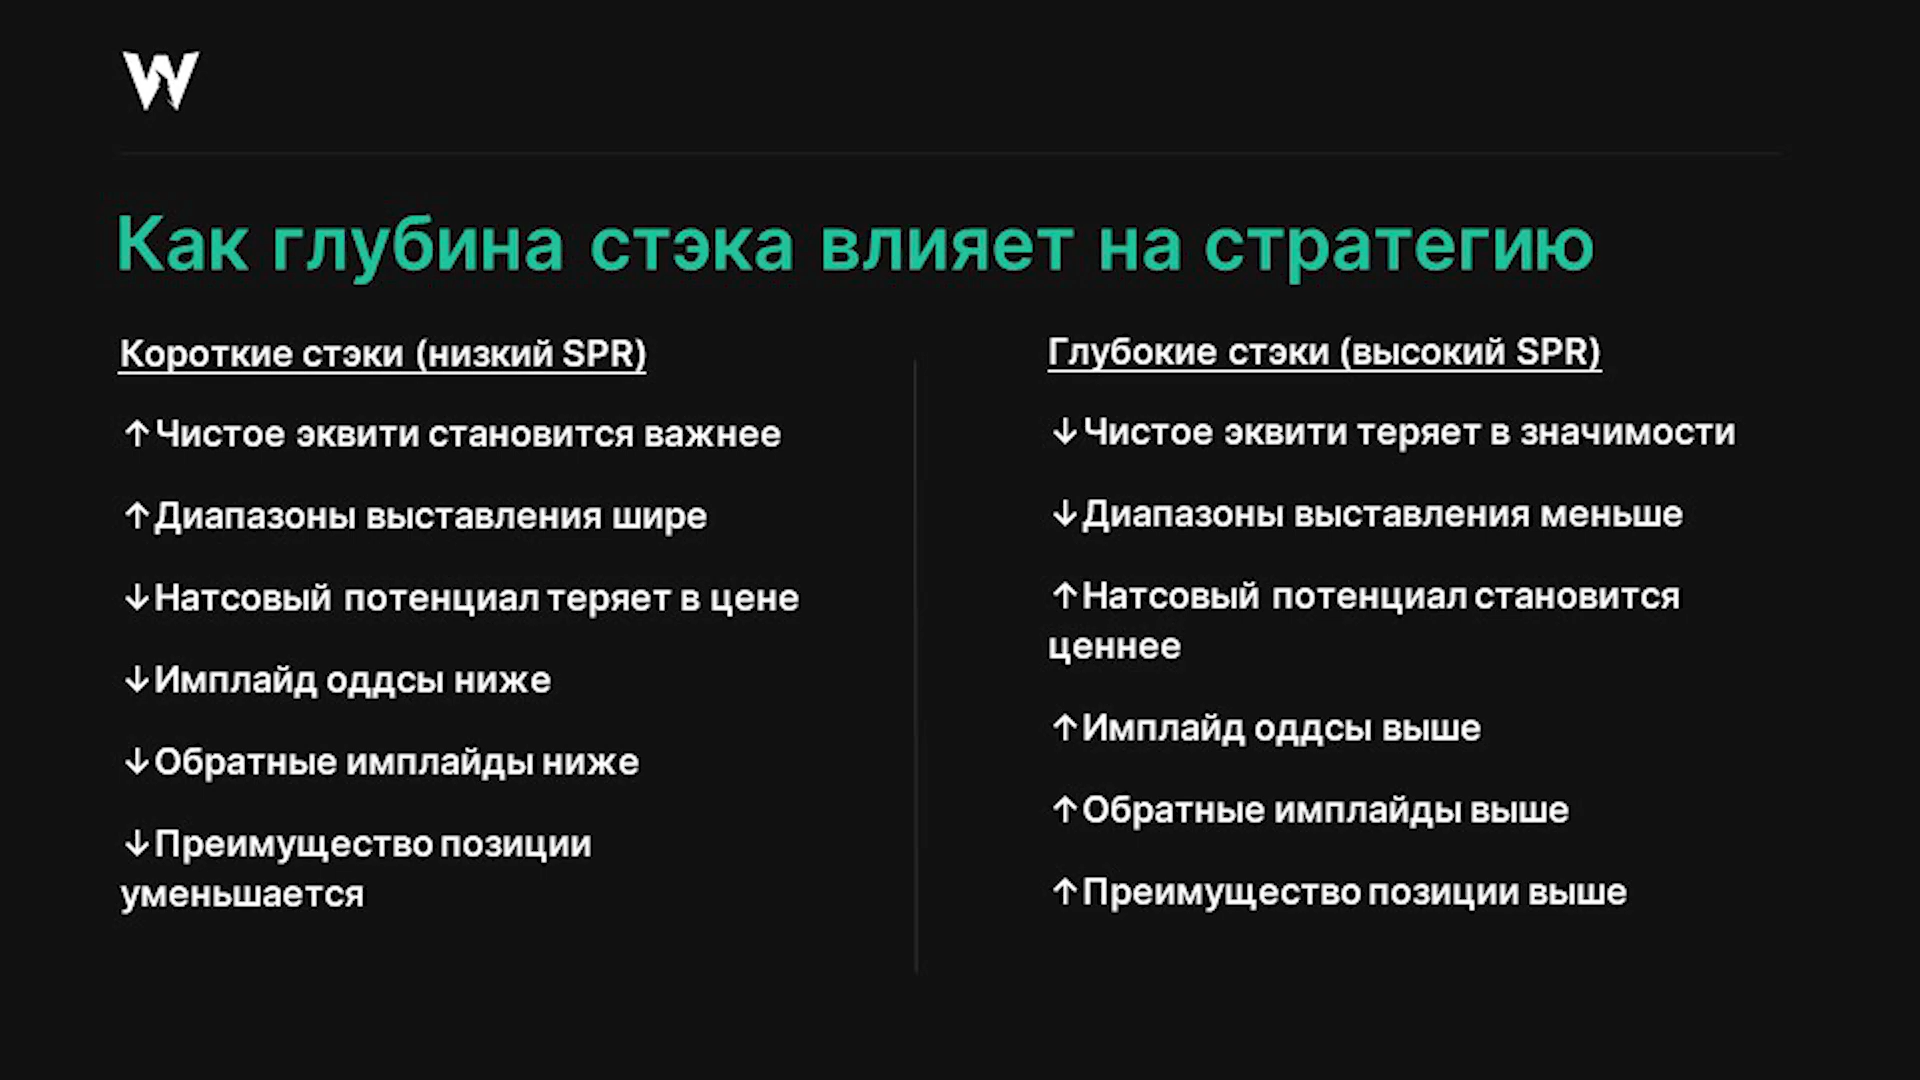 W
Как глубина стэка влияет на стратегию
Короткие стэки (низкий SPR)
↑Чистое эквити становится важнее
↑Диапазоны выставления шире
↓Натсовый потенциал теряет в цене
↓Имплайд оддсы ниже
↓Обратные имплайды ниже
↓Преимущество позиции
уменьшается
Глубокие стэки (высокий SPR)
↓Чистое эквити теряет в значимости
↓Диапазоны выставления меньше
↑Натсовый потенциал становится
ценнее
↑Имплайд оддсы выше
↑Обратные имплайды выше
↑Преимущество позиции выше